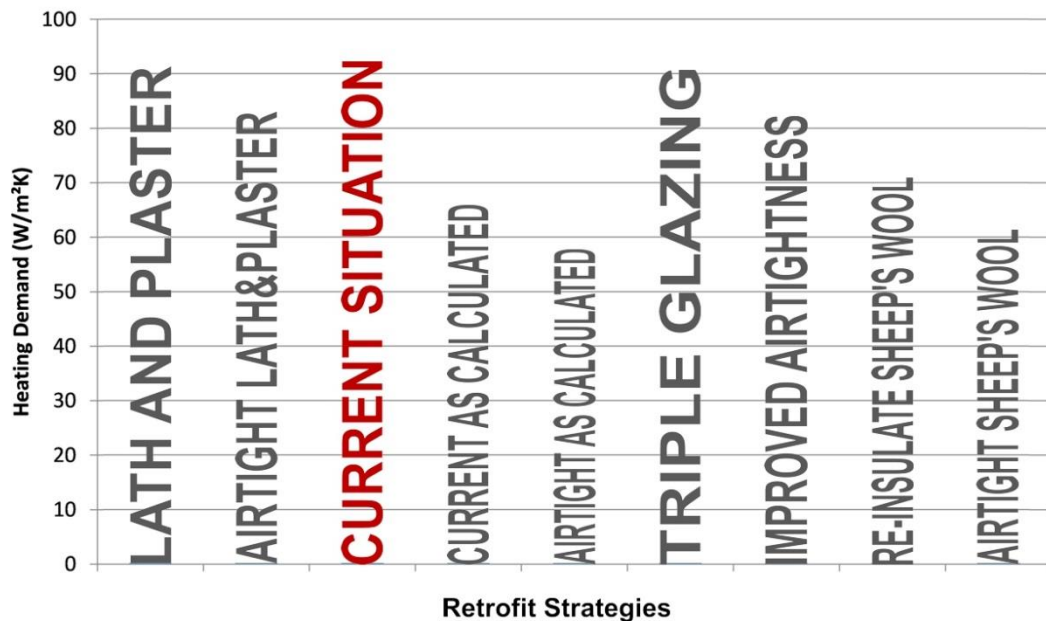 100
90
80
70
60
50
40
30
20
10
0
Heating Demand (W/m²K)
LATH AND PLASTER
AIRTIGHT LATH&PLASTER
CURRENT SITUATION
CURRENT AS CALCULATED
AIRTIGHT AS CALCULATED
TRIPLE GLAZING
IMPROVED AIRTIGHTNESS
RE-INSULATE SHEEP'S WOOL
AIRTIGHT SHEEP'S WOOL
Retrofit Strategies